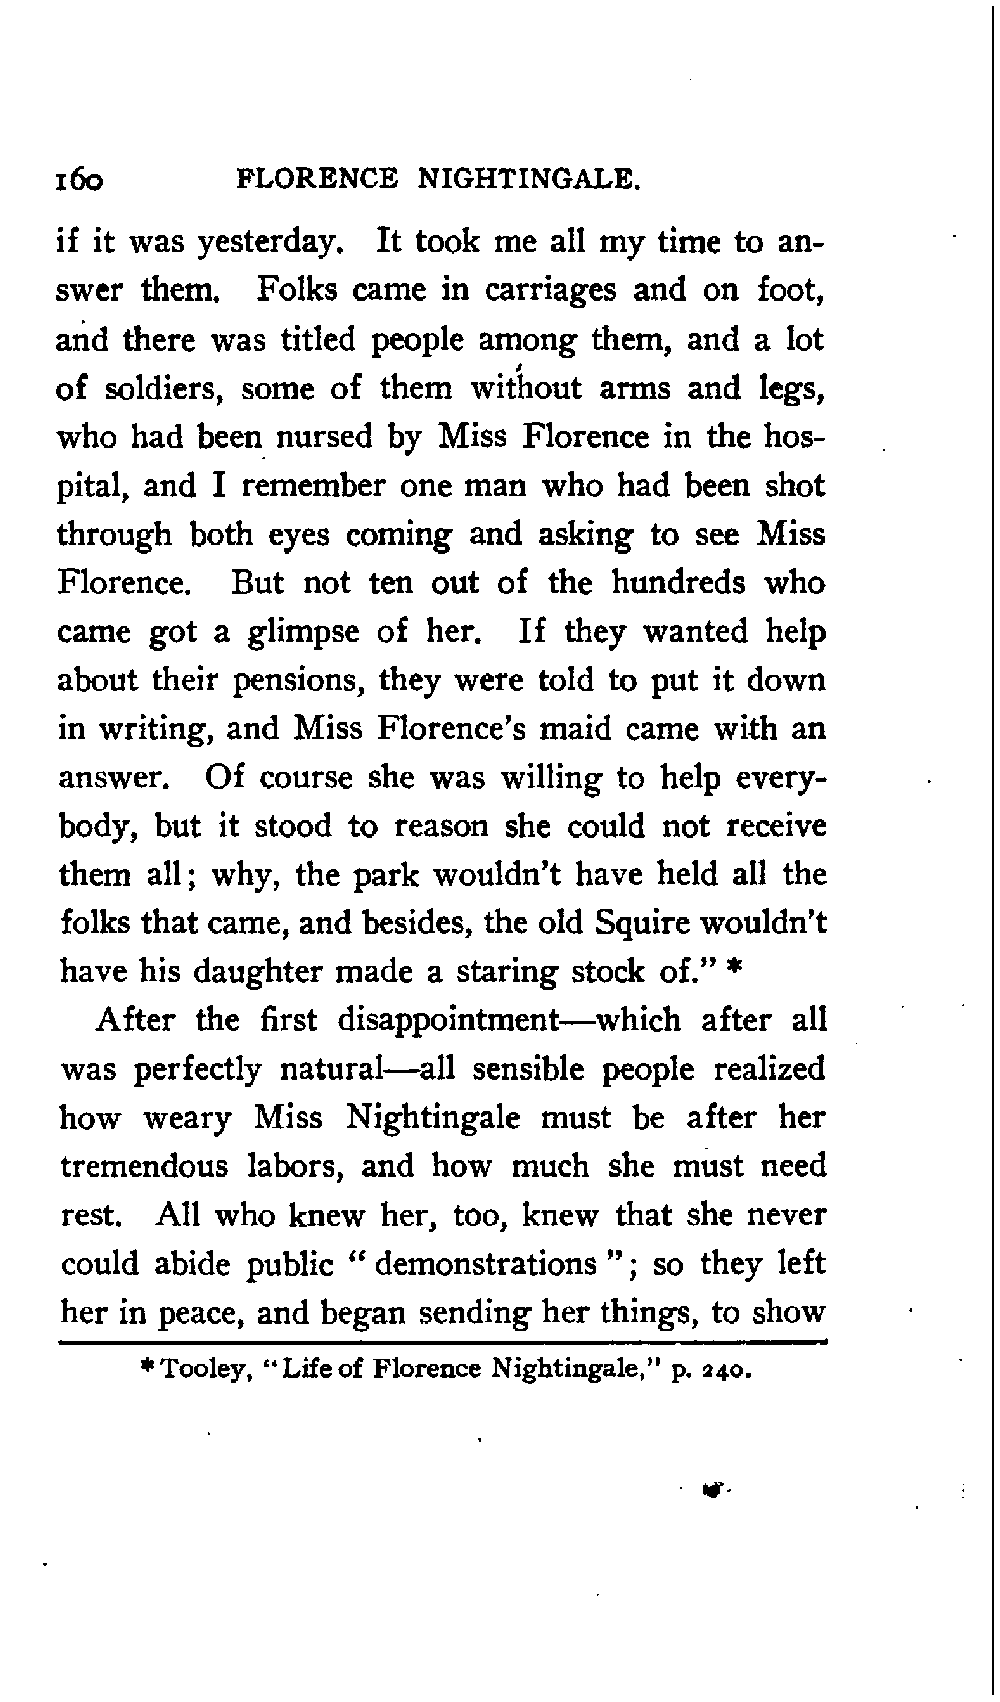 160 FLORENCE NIGHTINGALE.
if it was yesterday. It took me all my time to an-
swer them. Folks came in carriages and on foot,
and there was titled people among them, and a lot
of soldiers, some of them without arms and legs,
who had been nursed by Miss Florence in the hos-
pital, and I remember one man who had been shot
through both eyes coming and asking to see Miss
Florence. But not ten out of the hundreds who
came got a glimpse of her. If they wanted help
about their pensions, they were told to put it down
in writing, and Miss Florence's maid came with an
answer. Of course she was willing to help every-
body, but it stood to reason she could not receive
them all; why, the park wouldn't have held all the
folks that came, and besides, the old Squire wouldn't
have his daughter made a staring stock of." *
After the first disappointment—which after all
was perfectly natural—all sensible people realized
how weary Miss Nightingale must be after her
tremendous labors, and how much she must need
rest. All who knew her, too, knew that she never
could abide public "demonstrations"; so they left
her in peace, and began sending her things, to show
* Tooley, "Life of Florence Nightingale," p. 240.